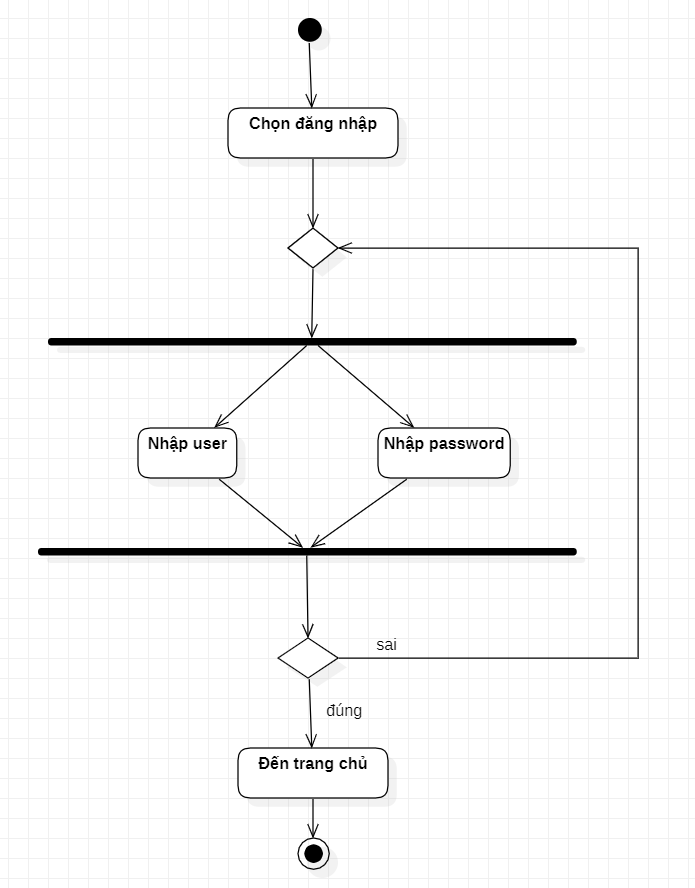 Chọn đăng nhập
Nhập user
Nhập password
sai
đúng
Đến trang chủ